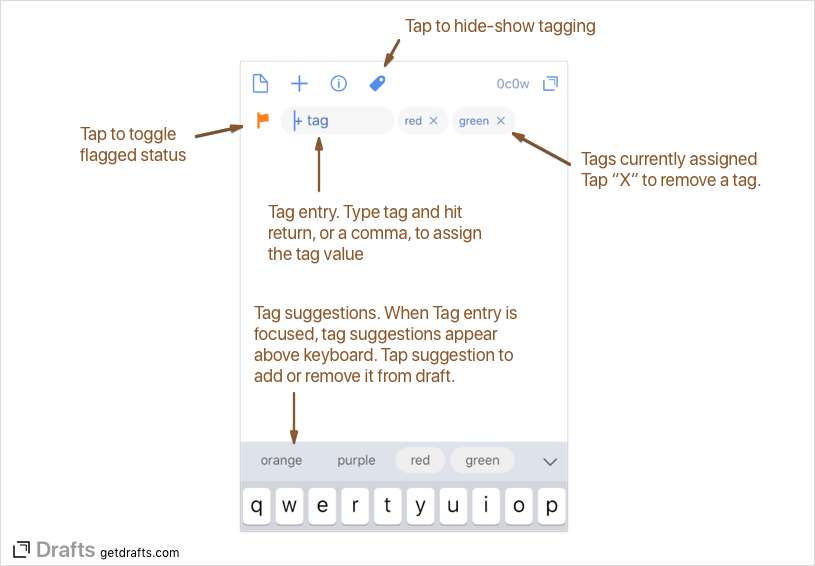 Tap to hide-show tagging
0c0w
+ tag
red ×
green ×
Tap to toggle
flagged status
Tags currently assigned
Tap “X” to remove a tag.
Tag entry. Type tag and hit
return, or a comma, to assign
the tag value
Tag suggestions. When Tag entry is
focused, tag suggestions appear
above keyboard. Tap suggestion to
add or remove it from draft.
orange purple red green
q w e r t y u i o p
Drafts getdrafts.com